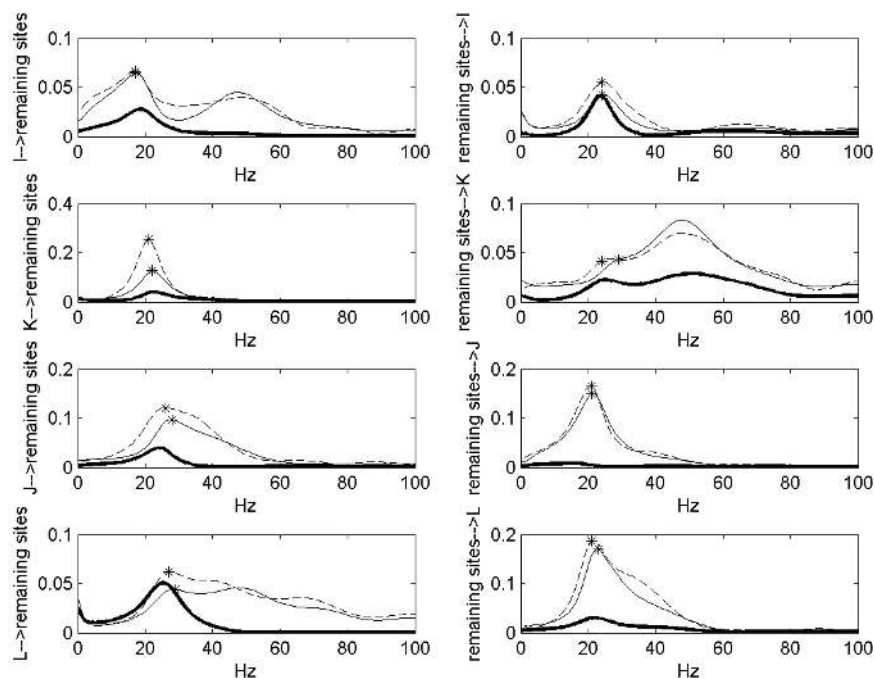 I-->remaining sites
0.1
0.05
0
0 20 40 60 80 100
Hz
remaining sites-->I
0.1
0.05
0
0 20 40 60 80 100
Hz
K-->remaining sites
0.4
0.2
0
0 20 40 60 80 100
Hz
remaining sites-->K
0.1
0.05
0
0 20 40 60 80 100
Hz
J-->remaining sites
0.2
0.1
0
0 20 40 60 80 100
Hz
remaining sites-->J
0.2
0.1
0
0 20 40 60 80 100
Hz
L-->remaining sites
0.1
0.05
0
0 20 40 60 80 100
Hz
remaining sites-->L
0.2
0.1
0
0 20 40 60 80 100
Hz